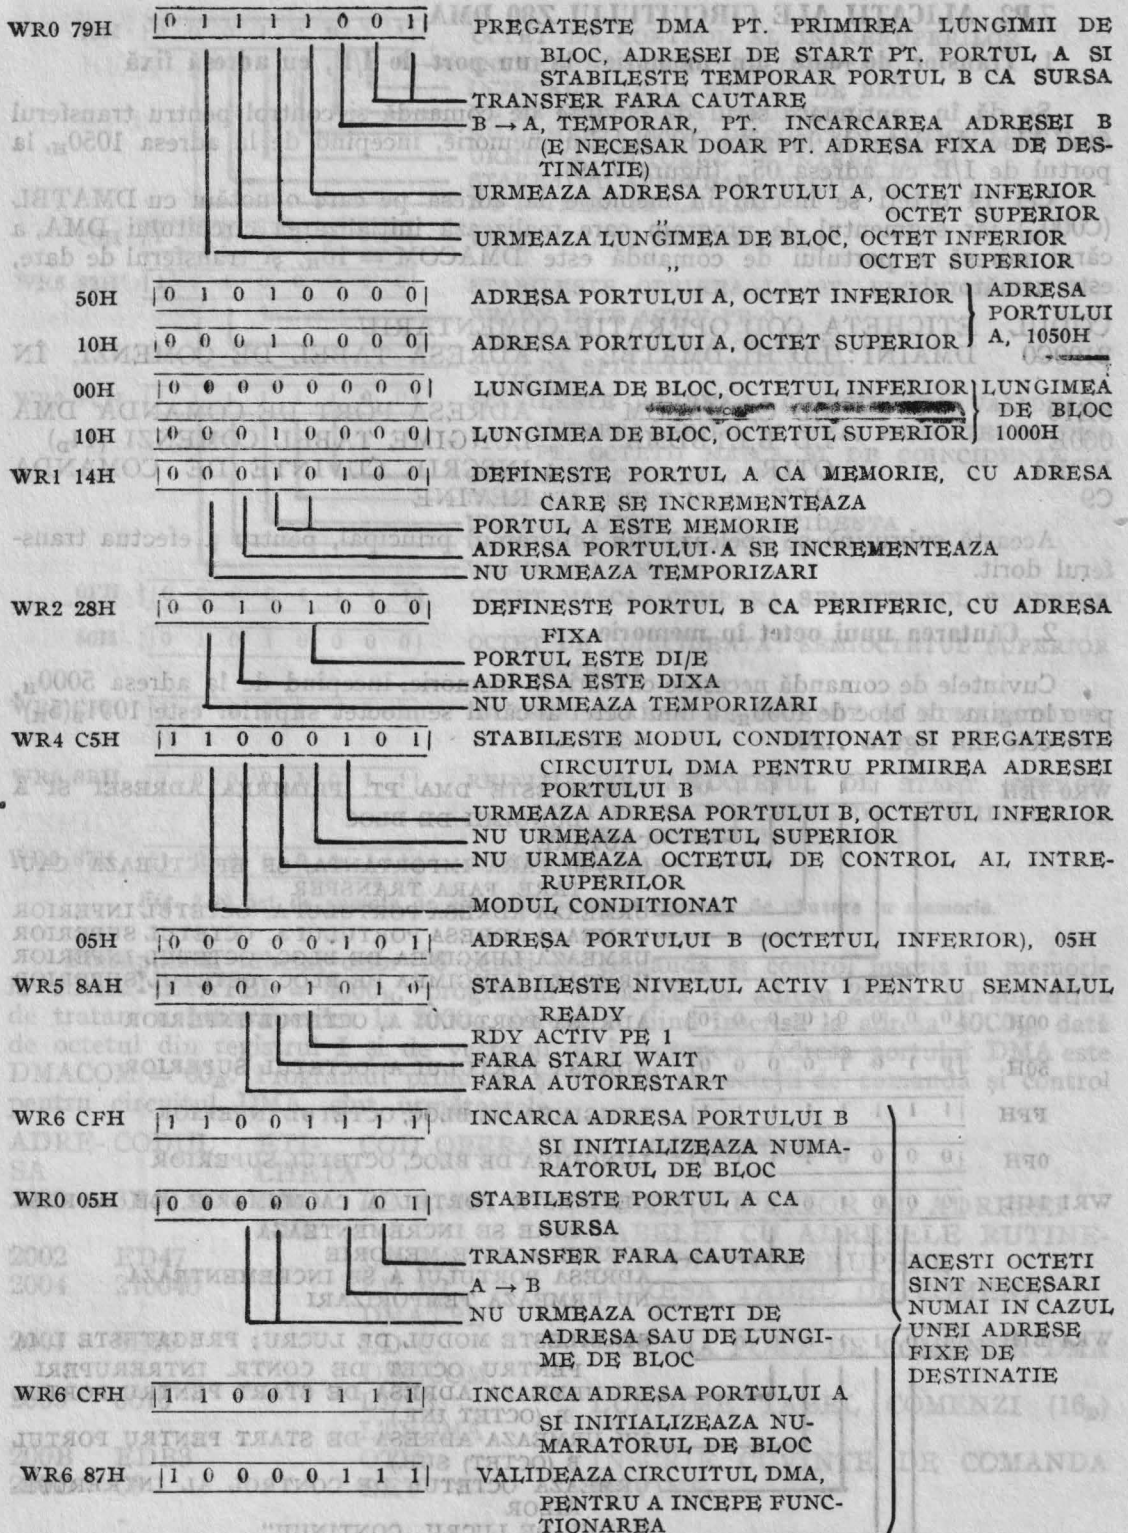 WR0 79H |0 1 1 1 1 0 0 1| PREGATESTE DMA PT. PRIMIREA LUNGIMII DE
BLOC, ADRESEI DE START PT. PORTUL A SI
STABILESTE TEMPORAR PORTUL B CA SURSA
TRANSFER FARA CAUTARE
B → A, TEMPORAR, PT. INCARCAREA ADRESEI B
(E NECESAR DOAR PT. ADRESA FIXA DE DES-
TINATIE)
URMEAZA ADRESA PORTULUI A, OCTET INFERIOR
„ OCTET SUPERIOR
URMEAZA LUNGIMEA DE BLOC, OCTET INFERIOR
„ OCTET SUPERIOR
50H |0 1 0 1 0 0 0 0| ADRESA PORTULUI A, OCTET INFERIOR
10H |0 0 0 1 0 0 0 0| ADRESA PORTULUI A, OCTET SUPERIOR
ADRESA
PORTULUI
A, 1050H
00H |0 0 0 0 0 0 0 0| LUNGIMEA DE BLOC, OCTETUL INFERIOR
10H |0 0 0 1 0 0 0 0| LUNGIMEA DE BLOC, OCTETUL SUPERIOR
LUNGIMEA
DE BLOC
1000H
WR1 14H |0 0 0 1 0 1 0 0| DEFINESTE PORTUL A CA MEMORIE, CU ADRESA
CARE SE INCREMENTEAZA
PORTUL A ESTE MEMORIE
ADRESA PORTULUI A SE INCREMENTEAZA
NU URMEAZA TEMPORIZARI
WR2 28H |0 0 1 0 1 0 0 0| DEFINESTE PORTUL B CA PERIFERIC, CU ADRESA
FIXA
PORTUL ESTE DI/E
ADRESA ESTE DIXA
NU URMEAZA TEMPORIZARI
WR4 C5H |1 1 0 0 0 1 0 1| STABILESTE MODUL CONDITIONAT SI PREGATESTE
CIRCUITUL DMA PENTRU PRIMIREA ADRESEI
PORTULUI B
URMEAZA ADRESA PORTULUI B, OCTETUL INFERIOR
NU URMEAZA OCTETUL SUPERIOR
NU URMEAZA OCTETUL DE CONTROL AL INTRE-
RUPERILOR
MODUL CONDITIONAT
05H |0 0 0 0 0 1 0 1| ADRESA PORTULUI B (OCTETUL INFERIOR), 05H
WR5 8AH |1 0 0 0 1 0 1 0| STABILESTE NIVELUL ACTIV 1 PENTRU SEMNALUL
READY
RDY ACTIV PE 1
FARA STARI WAIT
FARA AUTORESTART
WR6 CFH |1 1 0 0 1 1 1 1| INCARCA ADRESA PORTULUI B
SI INITIALIZEAZA NUMA-
RATORUL DE BLOC
WR0 05H |0 0 0 0 0 1 0 1| STABILESTE PORTUL A CA
SURSA
TRANSFER FARA CAUTARE
A → B
NU URMEAZA OCTETI DE
ADRESA SAU DE LUNGI-
ME DE BLOC
ACESTI OCTETI
SINT NECESARI
NUMAI IN CAZUL
UNEI ADRESE
FIXE DE
DESTINATIE
WR6 CFH |1 1 0 0 1 1 1 1| INCARCA ADRESA PORTULUI A
SI INITIALIZEAZA NU-
MARATORUL DE BLOC
WR6 87H |1 0 0 0 0 1 1 1| VALIDEAZA CIRCUITUL DMA,
PENTRU A INCEPE FUNC-
TIONAREA